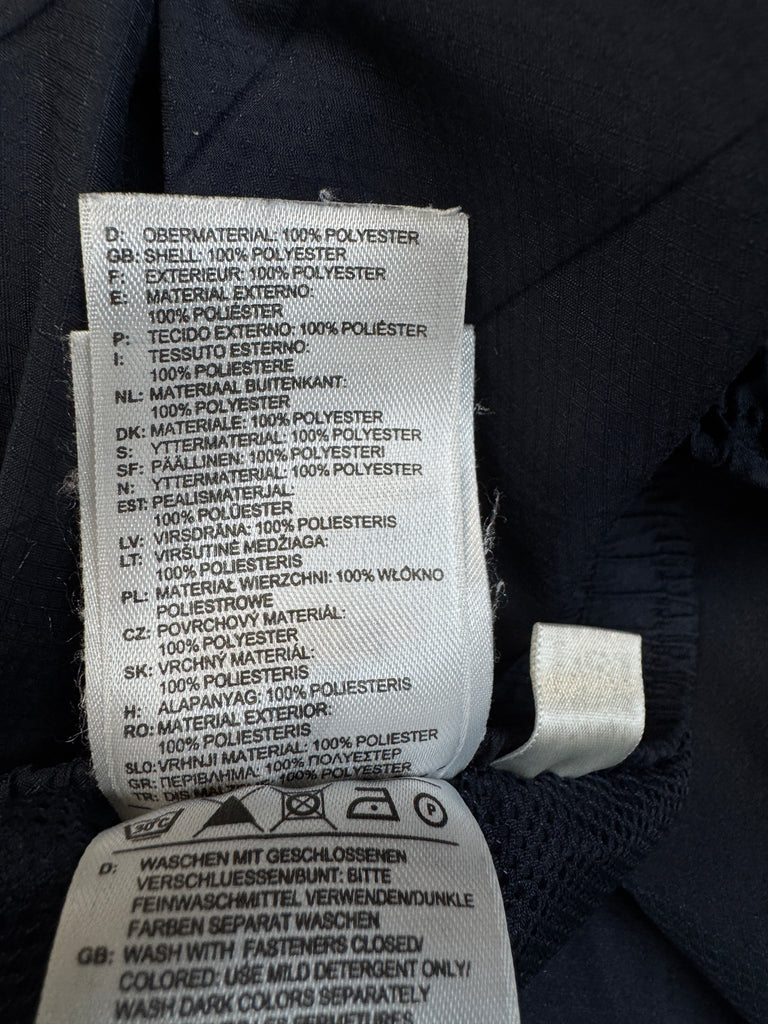 D: OBERMATERIAL: 100% POLYESTER
GB: SHELL: 100% POLYESTER
F: EXTERIEUR: 100% POLYESTER
E: MATERIAL EXTERNO:
100% POLIÉSTER
P: TECIDO EXTERNO: 100% POLIÉSTER
I: TESSUTO ESTERNO:
100% POLIESTERE
NL: MATERIAAL BUITENKANT:
100% POLYESTER
DK: MATERIALE: 100% POLYESTER
S: YTTERMATERIAL: 100% POLYESTER
SF: PÄÄLLINEN: 100% POLYESTERI
N: YTTERMATERIAL: 100% POLYESTER
EST: PEALISMATERJAL:
100% POLÜESTER
LV: VIRSDRĀNA: 100% POLIESTERIS
LT: VIRŠUTINĖ MEDŽIAGA:
100% POLIESTERIS
PL: MATERIAŁ WIERZCHNI: 100% WŁÓKNO
POLIESTROWE
CZ: POVRCHOVÝ MATERIÁL:
100% POLYESTER
SK: VRCHNÝ MATERIÁL:
100% POLIESTERIS
H: ALAPANYAG: 100% POLIESTERIS
RO: MATERIAL EXTERIOR:
100% POLIESTERIS
SLO: VRHNJI MATERIAL: 100% POLIESTER
GR: ΠΕΡΙΒΛΗΜΑ: 100% ΠΟΛΥΕΣΤΕΡ
TR: DIŞ 100% POLYESTER
30°C P
D: WASCHEN MIT GESCHLOSSENEN
VERSCHLUESSEN/BUNT: BITTE
FEINWASCHMITTEL VERWENDEN/DUNKLE
FARBEN SEPARAT WASCHEN
GB: WASH WITH FASTENERS CLOSED/
COLORED: USE MILD DETERGENT ONLY/
WASH DARK COLORS SEPARATELY